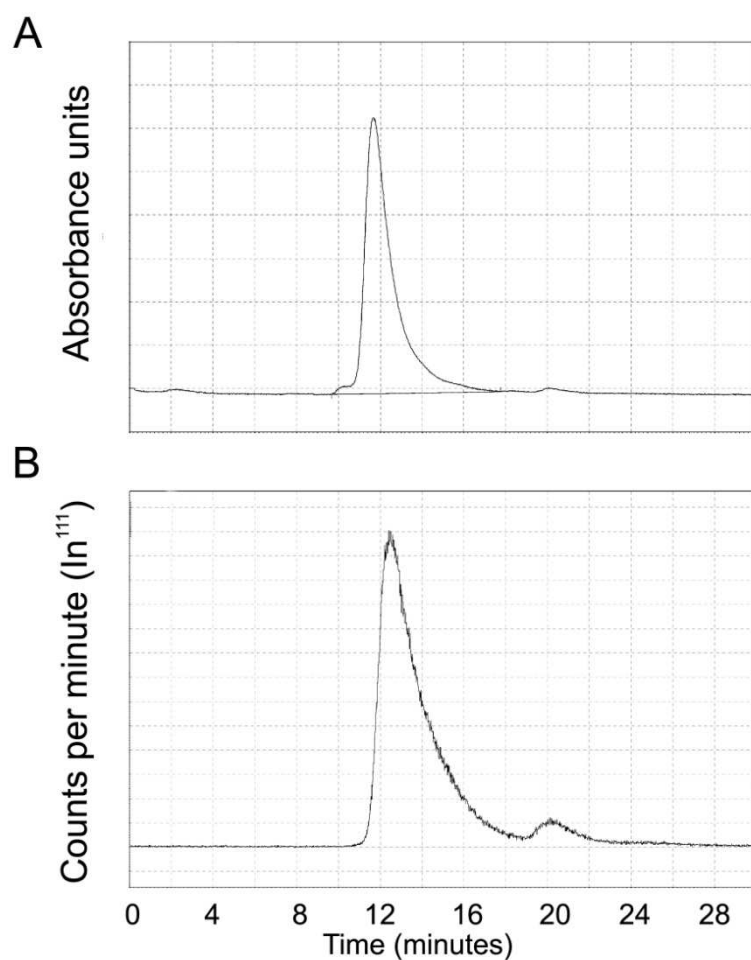 A
Absorbance units
B
Counts per minute (In¹¹¹)
0 4 8 12 16 20 24 28
Time (minutes)